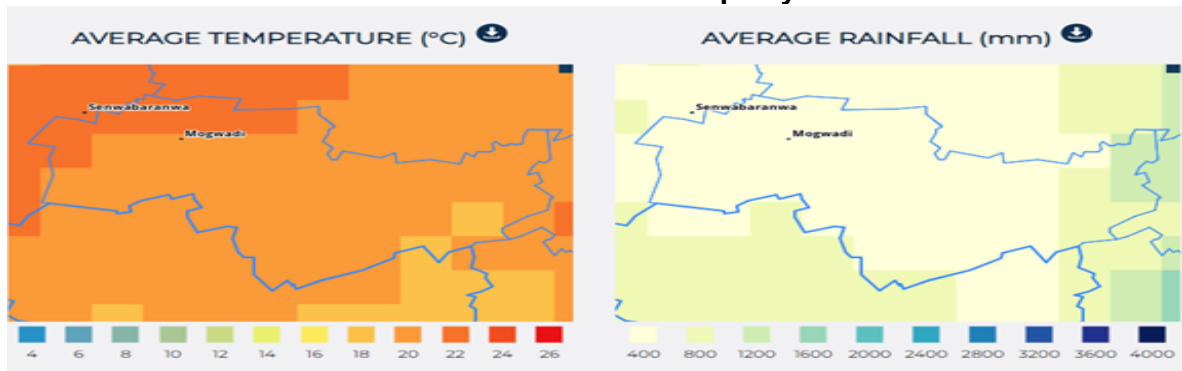 AVERAGE TEMPERATURE (°C)
Senwabaranwa
Mogwadi
4 6 8 10 12 14 16 18 20 22 24 26
AVERAGE RAINFALL (mm)
Senwabaranwa
Mogwadi
400 800 1200 1600 2000 2400 2800 3200 3600 4000